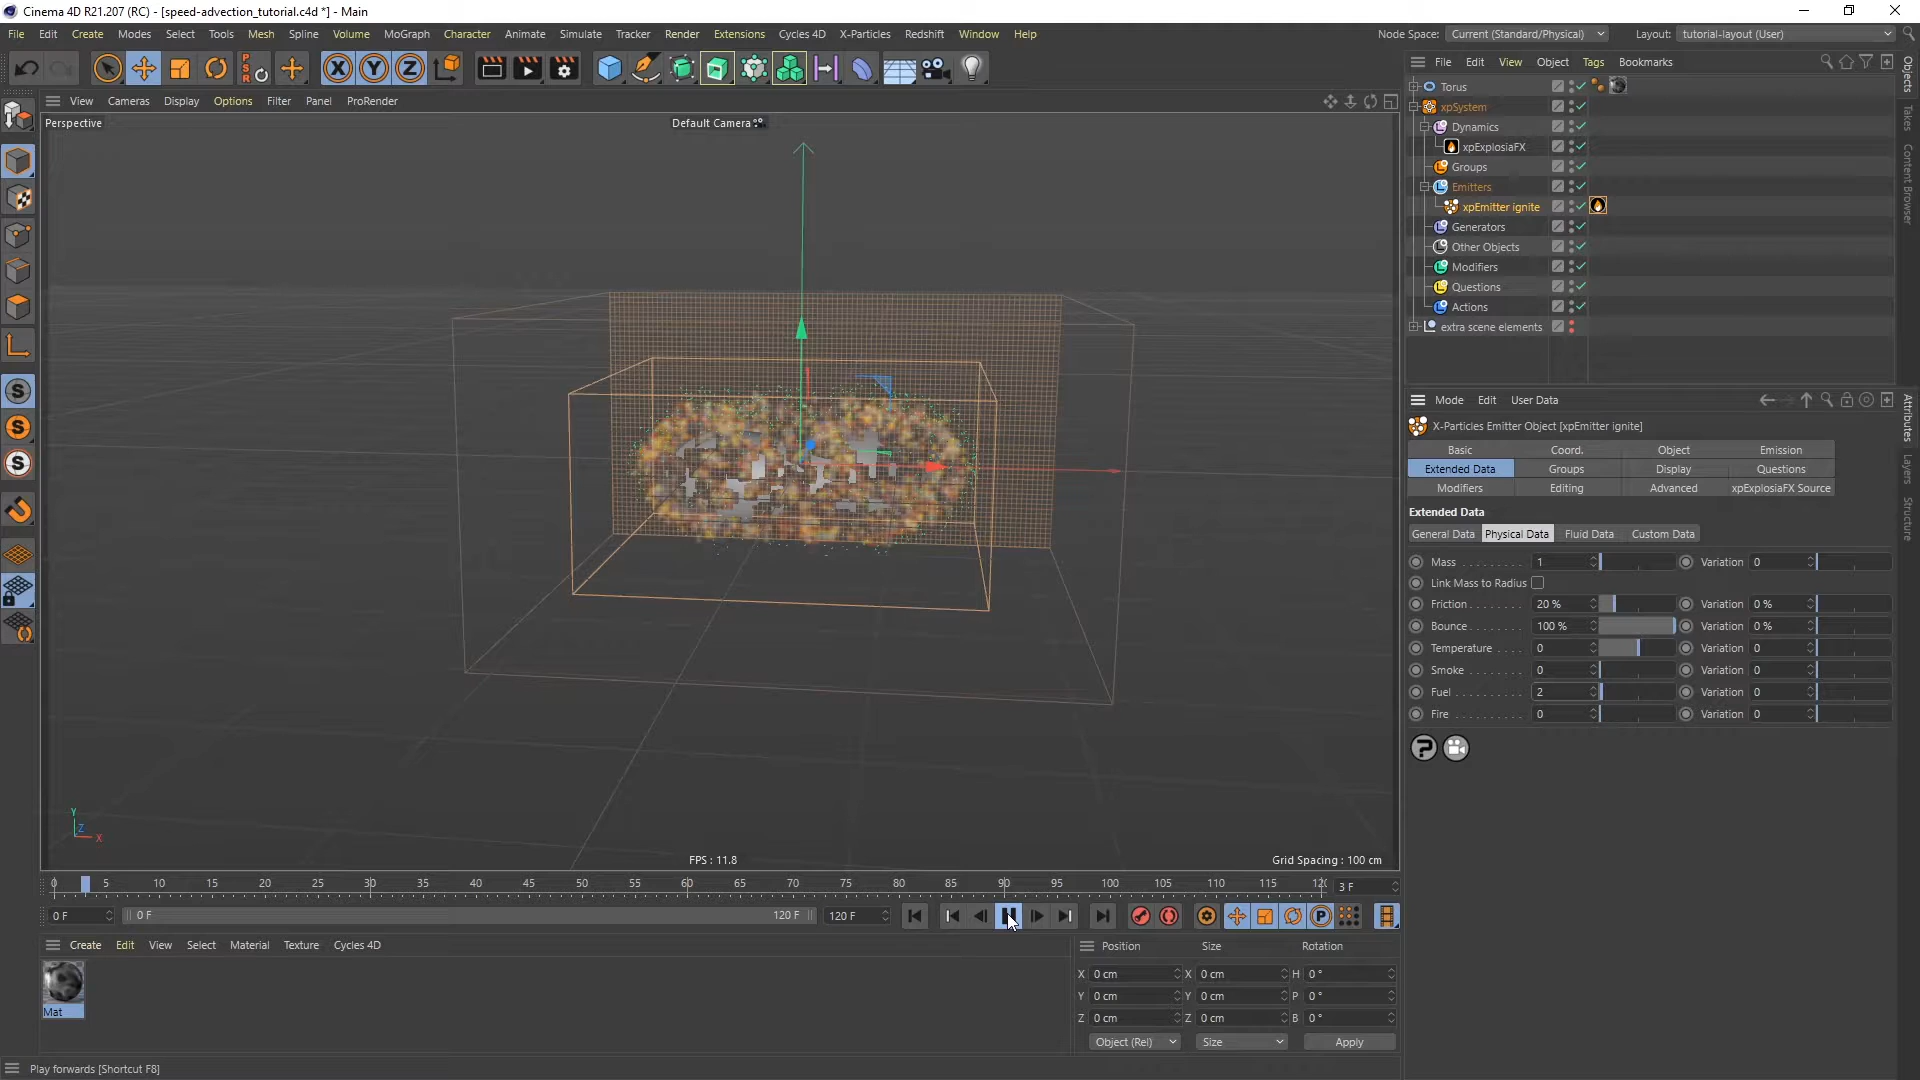 Cinema 4D R21.207 (RC) - [speed-advection_tutorial.c4d *] - Main
File Edit Create Modes Select Tools Mesh Spline Volume MoGraph Character Animate Simulate Tracker Render Extensions Cycles 4D X-Particles Redshift Window Help Node Space: Current (Standard/Physical) Layout: tutorial-layout (User)
View Cameras Display Options Filter Panel ProRender
Perspective
Default Camera
File Edit View Object Tags Bookmarks
Torus
xpSystem
Dynamics
xpExplosiaFX
Groups
Emitters
xpEmitter ignite
Generators
Other Objects
Modifiers
Questions
Actions
extra scene elements
Objects
Takes
Content Browser
Mode Edit User Data
X-Particles Emitter Object [xpEmitter ignite]
Basic Coord. Object Emission
Extended Data Groups Display Questions
Modifiers Editing Advanced xpExplosiaFX Source
Extended Data
General Data Physical Data Fluid Data Custom Data
Mass . . . . . . . . . 1 Variation 0
Link Mass to Radius
Friction . . . . . . . 20 % Variation 0 %
Bounce . . . . . . . 100 % Variation 0 %
Temperature . . . . 0 Variation 0
Smoke . . . . . . . . 0 Variation 0
Fuel . . . . . . . . . . 2 Variation 0
Fire . . . . . . . . . . 0 Variation 0
Attributes
Layers
Structure
Y
Z
X
FPS : 11.8
Grid Spacing : 100 cm
0 5 10 15 20 25 30 35 40 45 50 55 60 65 70 75 80 85 90 95 100 105 110 115 12
3 F
0 F 0 F 120 F 120 F
P
Create Edit View Select Material Texture Cycles 4D
Mat
Position Size Rotation
X 0 cm X 0 cm H 0 °
Y 0 cm Y 0 cm P 0 °
Z 0 cm Z 0 cm B 0 °
Object (Rel) Size Apply
Play forwards [Shortcut F8]